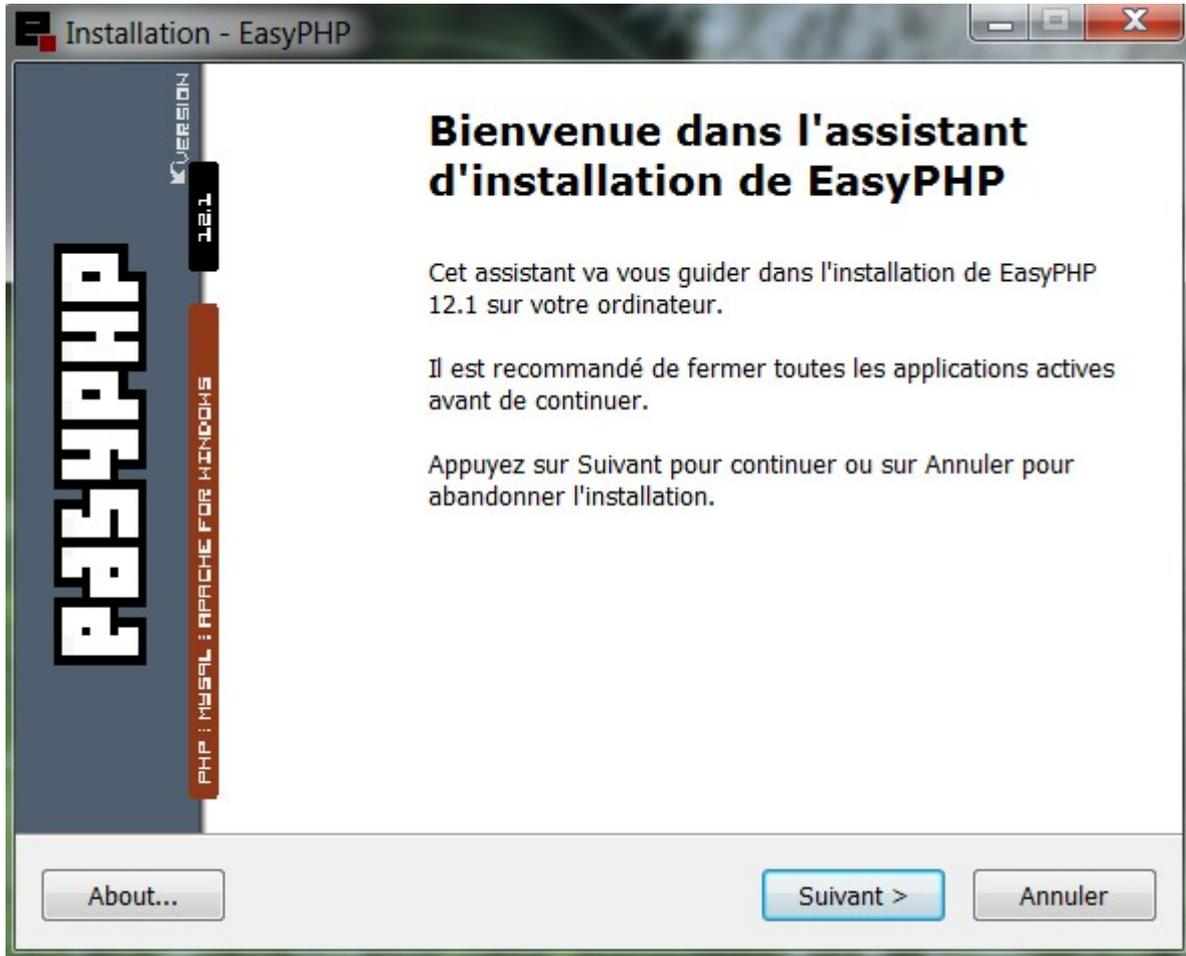 Installation - EasyPHP
VERSION
12.1
easyPHP
PHP : MYSQL : APACHE FOR WINDOWS
Bienvenue dans l'assistant
d'installation de EasyPHP
Cet assistant va vous guider dans l'installation de EasyPHP
12.1 sur votre ordinateur.
Il est recommandé de fermer toutes les applications actives
avant de continuer.
Appuyez sur Suivant pour continuer ou sur Annuler pour
abandonner l'installation.
About...
Suivant >
Annuler